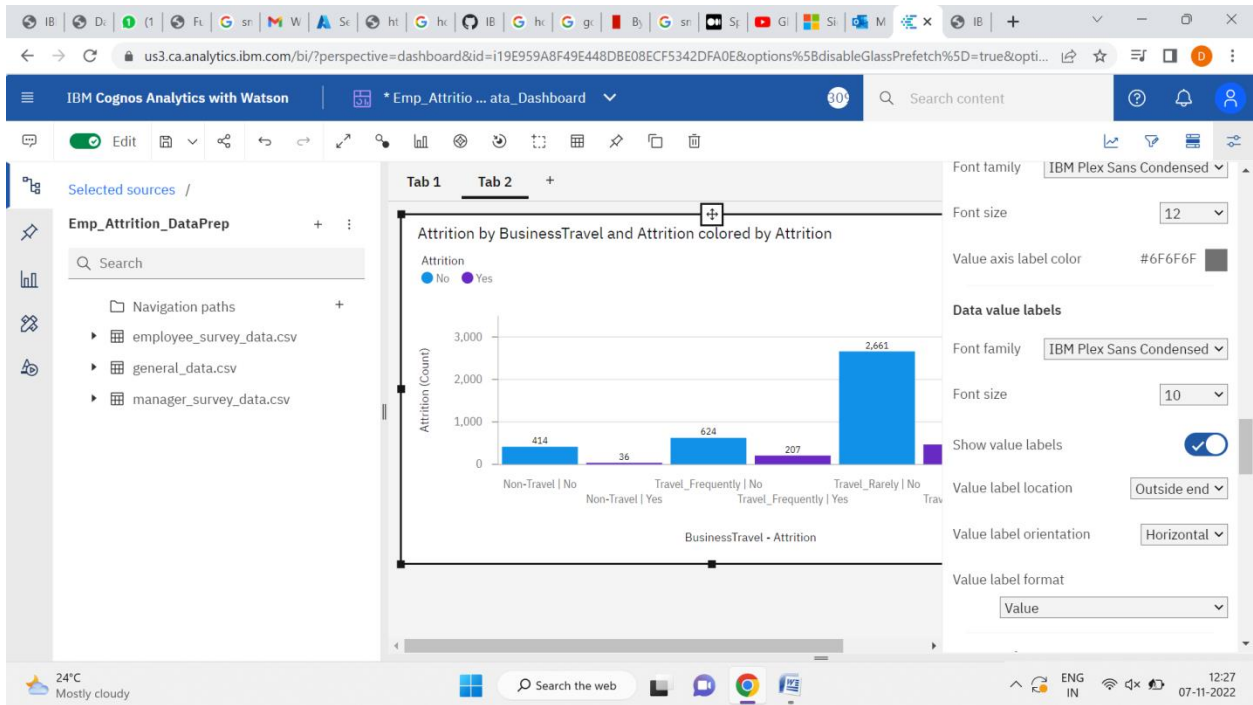 us3.ca.analytics.ibm.com/bi/?perspective=dashboard&id=i19E959A8F49E448DBE08ECF5342DFA0E&options%5BdisableGlassPrefetch%5D=true&opti...
IBM Cognos Analytics with Watson
* Emp_Attritio ... ata_Dashboard
Search content
Edit
Selected sources /
Emp_Attrition_DataPrep
Search
Navigation paths
employee_survey_data.csv
general_data.csv
manager_survey_data.csv
Tab 1 Tab 2 +
Attrition by BusinessTravel and Attrition colored by Attrition
Attrition
No Yes
Attrition (Count)
3,000
2,000
1,000
0
414
36
624
207
2,661
Non-Travel | No
Non-Travel | Yes
Travel_Frequently | No
Travel_Frequently | Yes
Travel_Rarely | No
Trav
BusinessTravel - Attrition
Font family IBM Plex Sans Condensed
Font size 12
Value axis label color #6F6F6F
Data value labels
Font family IBM Plex Sans Condensed
Font size 10
Show value labels
Value label location Outside end
Value label orientation Horizontal
Value label format
Value
24°C
Mostly cloudy
Search the web
ENG
IN
12:27
07-11-2022